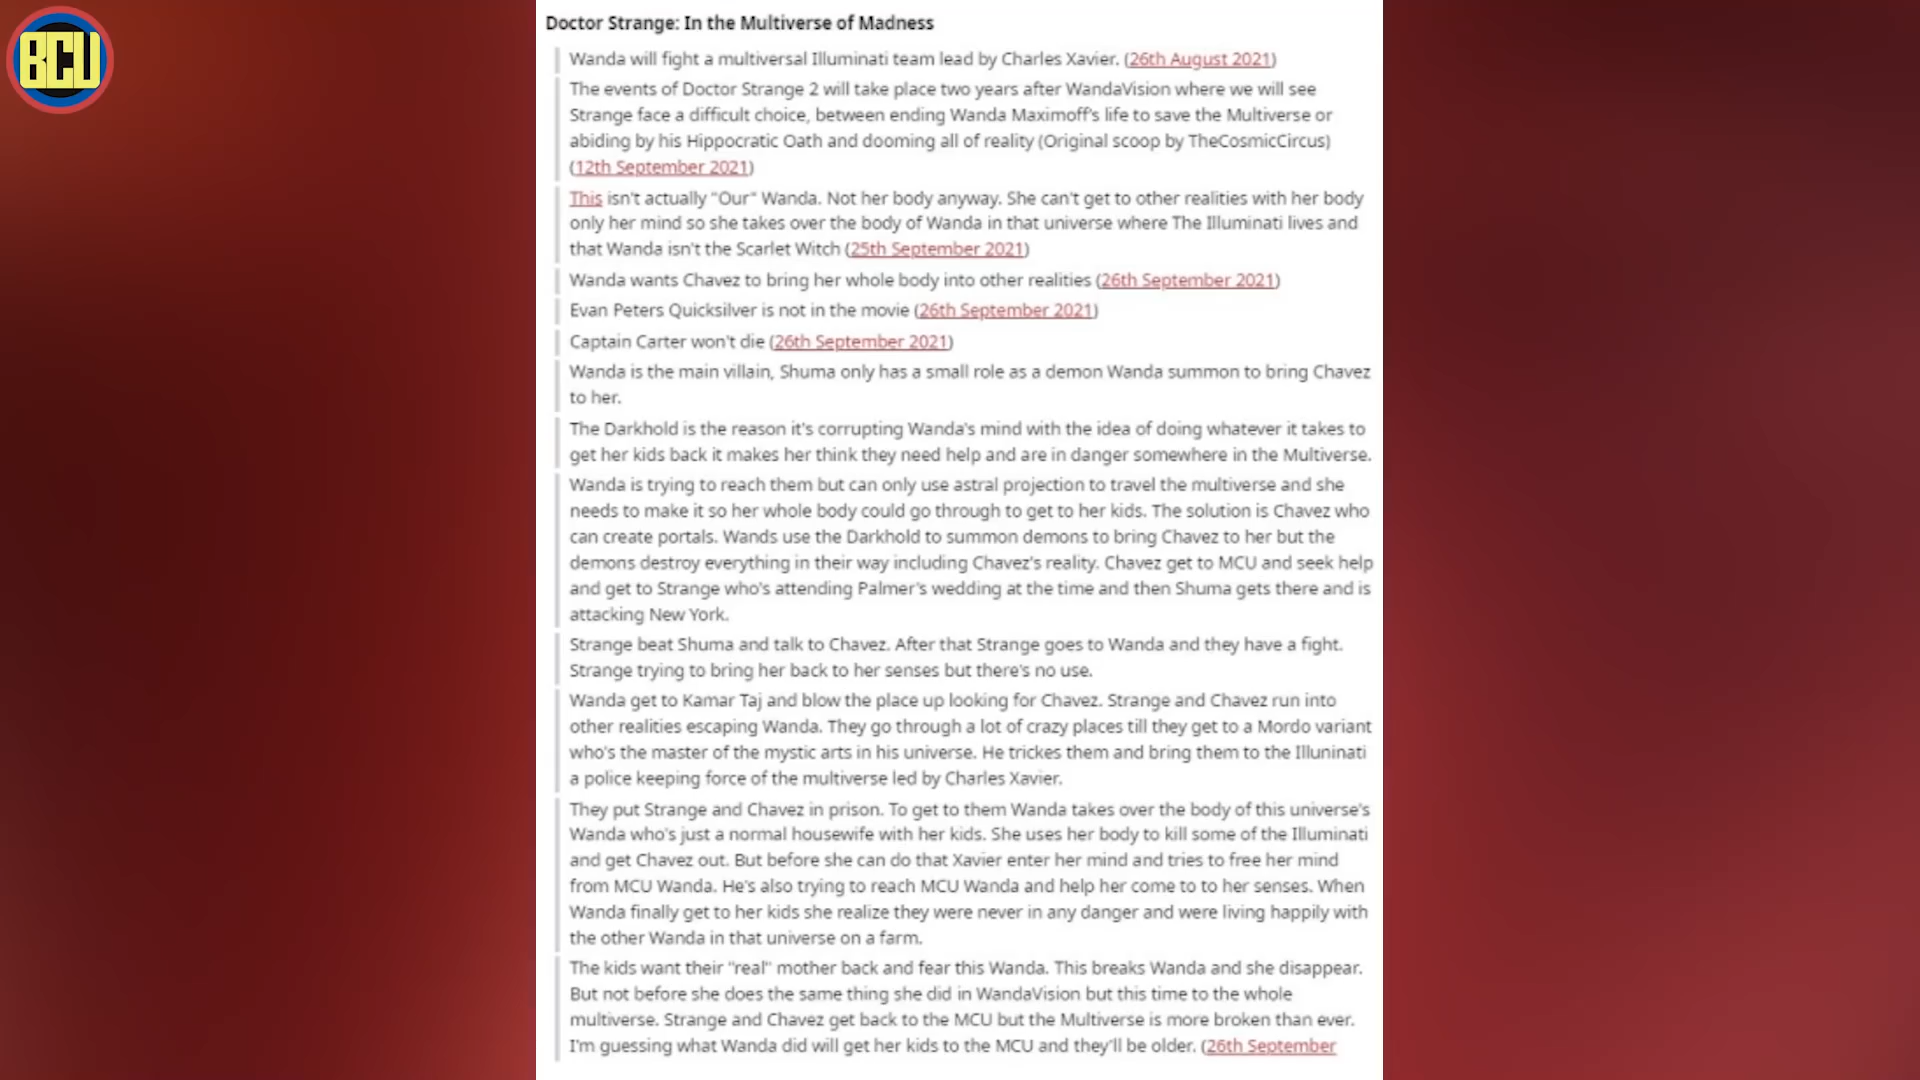 BCU
Doctor Strange: In the Multiverse of Madness
Wanda will fight a multiversal Illuminati team lead by Charles Xavier. (26th August 2021)
The events of Doctor Strange 2 will take place two years after WandaVision where we will see
Strange face a difficult choice, between ending Wanda Maximoff's life to save the Multiverse or
abiding by his Hippocratic Oath and dooming all of reality (Original scoop by TheCosmicCircus)
(12th September 2021)
This isn't actually "Our" Wanda. Not her body anyway. She can't get to other realities with her body
only her mind so she takes over the body of Wanda in that universe where The Illuminati lives and
that Wanda isn't the Scarlet Witch (25th September 2021)
Wanda wants Chavez to bring her whole body into other realities (26th September 2021)
Evan Peters Quicksilver is not in the movie (26th September 2021)
Captain Carter won't die (26th September 2021)
Wanda is the main villain, Shuma only has a small role as a demon Wanda summon to bring Chavez
to her.
The Darkhold is the reason it's corrupting Wanda's mind with the idea of doing whatever it takes to
get her kids back it makes her think they need help and are in danger somewhere in the Multiverse.
Wanda is trying to reach them but can only use astral projection to travel the multiverse and she
needs to make it so her whole body could go through to get to her kids. The solution is Chavez who
can create portals. Wands use the Darkhold to summon demons to bring Chavez to her but the
demons destroy everything in their way including Chavez's reality. Chavez get to MCU and seek help
and get to Strange who's attending Palmer's wedding at the time and then Shuma gets there and is
attacking New York.
Strange beat Shuma and talk to Chavez. After that Strange goes to Wanda and they have a fight.
Strange trying to bring her back to her senses but there's no use.
Wanda get to Kamar Taj and blow the place up looking for Chavez. Strange and Chavez run into
other realities escaping Wanda. They go through a lot of crazy places till they get to a Mordo variant
who's the master of the mystic arts in his universe. He trickes them and bring them to the Illuninati
a police keeping force of the multiverse led by Charles Xavier.
They put Strange and Chavez in prison. To get to them Wanda takes over the body of this universe's
Wanda who's just a normal housewife with her kids. She uses her body to kill some of the Illuminati
and get Chavez out. But before she can do that Xavier enter her mind and tries to free her mind
from MCU Wanda. He's also trying to reach MCU Wanda and help her come to to her senses. When
Wanda finally get to her kids she realize they were never in any danger and were living happily with
the other Wanda in that universe on a farm.
The kids want their "real" mother back and fear this Wanda. This breaks Wanda and she disappear.
But not before she does the same thing she did in WandaVision but this time to the whole
multiverse. Strange and Chavez get back to the MCU but the Multiverse is more broken than ever.
I'm guessing what Wanda did will get her kids to the MCU and they'll be older. (26th September